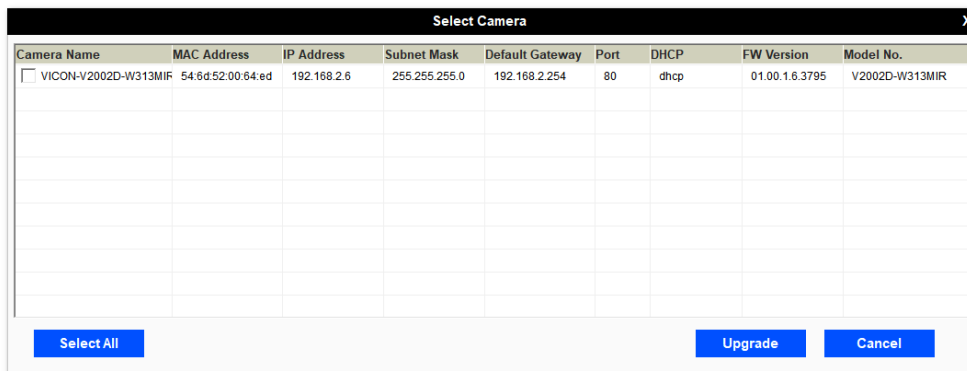 Select Camera X
Camera Name MAC Address IP Address Subnet Mask Default Gateway Port DHCP FW Version Model No.
VICON-V2002D-W313MIR 54:6d:52:00:64:ed 192.168.2.6 255.255.255.0 192.168.2.254 80 dhcp 01.00.1.6.3795 V2002D-W313MIR
Select All Upgrade Cancel